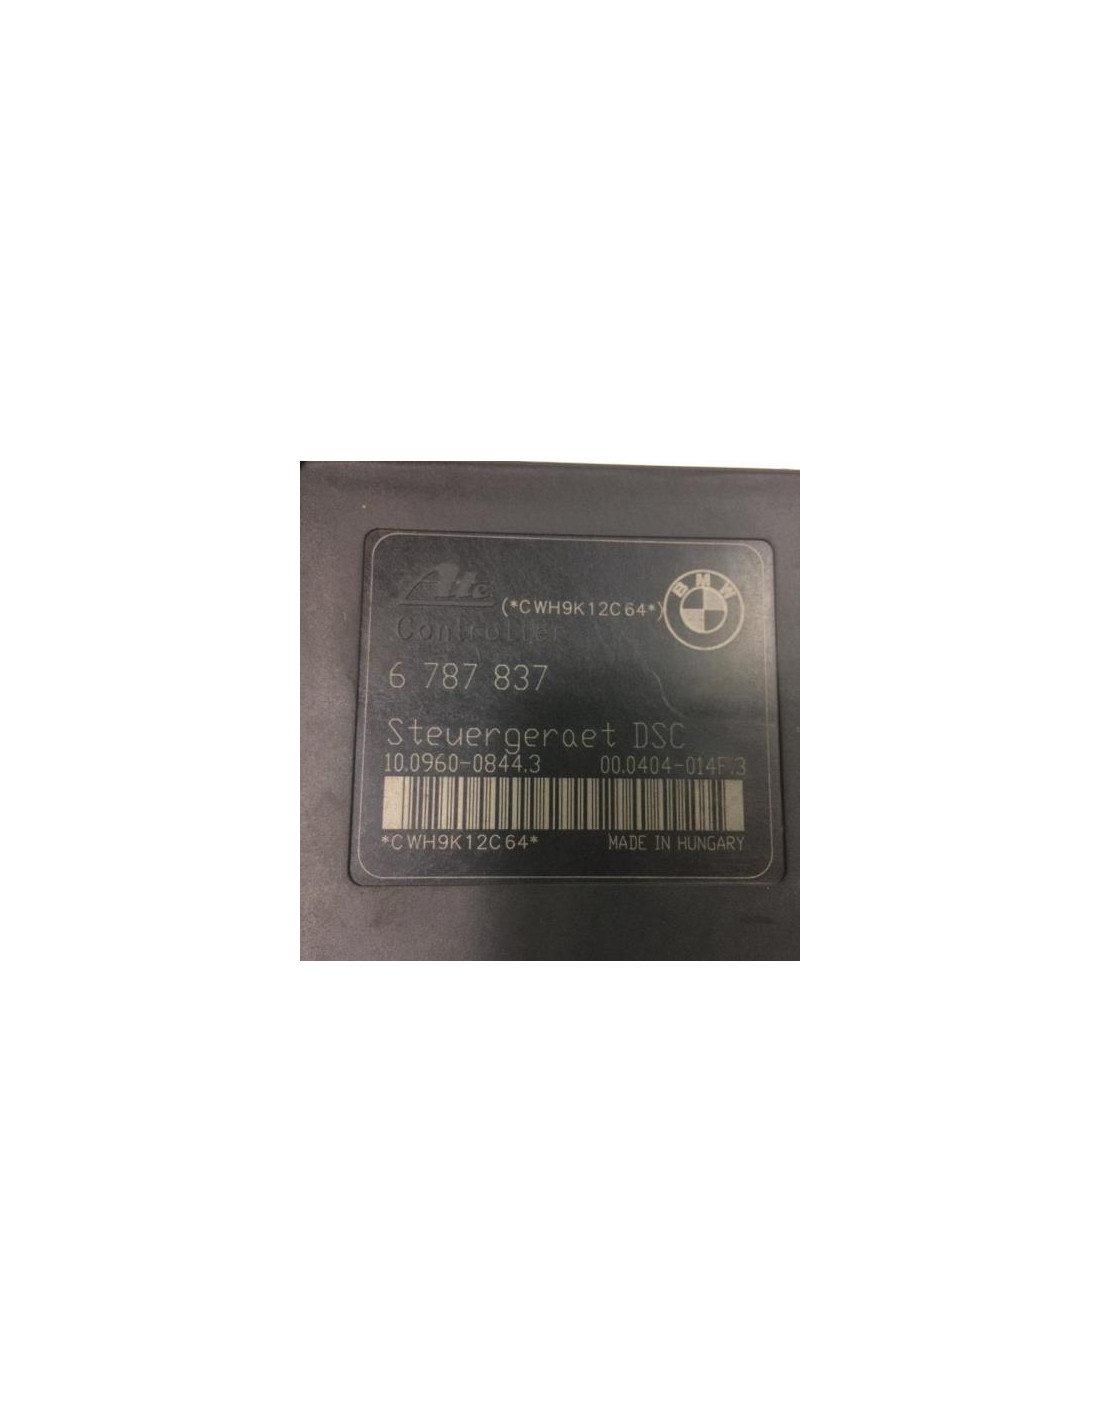 Ate
(*CWH9K12C64*)
BMW
Controller
6 787 837
Steuergeraet DSC
10.0960-0844.3 00.0404-014F.3
*CWH9K12C64* MADE IN HUNGARY